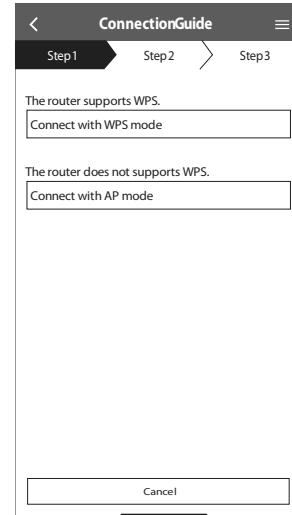 ConnectionGuide
Step1
Step2
Step3
The router supports WPS.
Connect with WPS mode
The router does not supports WPS.
Connect with AP mode
Cancel